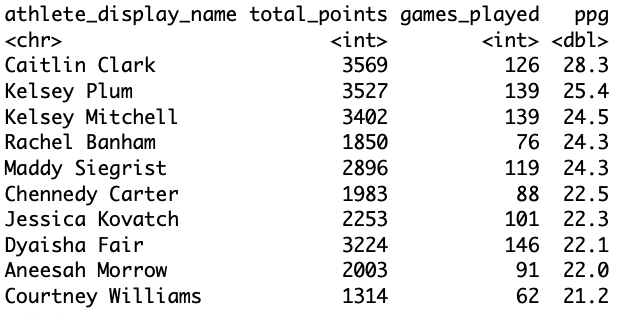 athlete_display_name total_points games_played ppg
<chr> <int> <int> <dbl>
Caitlin Clark 3569 126 28.3
Kelsey Plum 3527 139 25.4
Kelsey Mitchell 3402 139 24.5
Rachel Banham 1850 76 24.3
Maddy Siegrist 2896 119 24.3
Chennedy Carter 1983 88 22.5
Jessica Kovatch 2253 101 22.3
Dyaisha Fair 3224 146 22.1
Aneesah Morrow 2003 91 22.0
Courtney Williams 1314 62 21.2